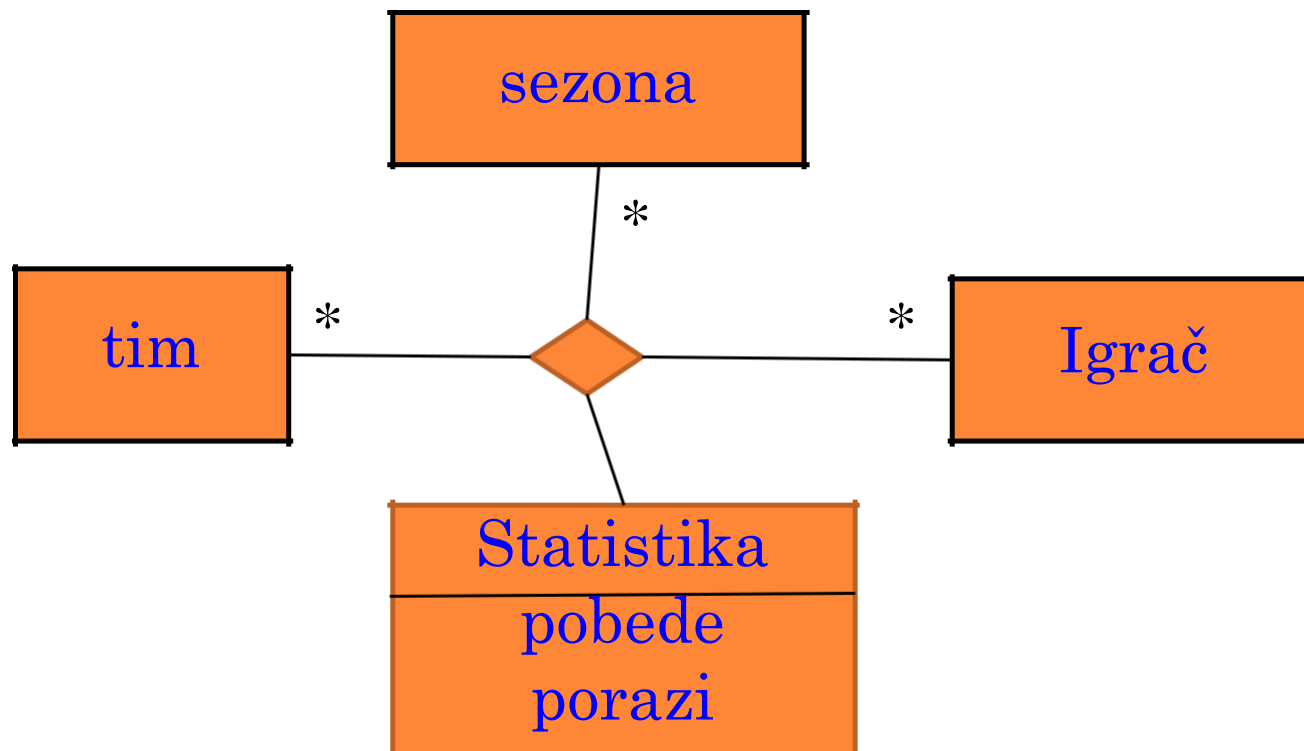 sezona
*
tim
*
*
Igrač
Statistika
pobede
porazi